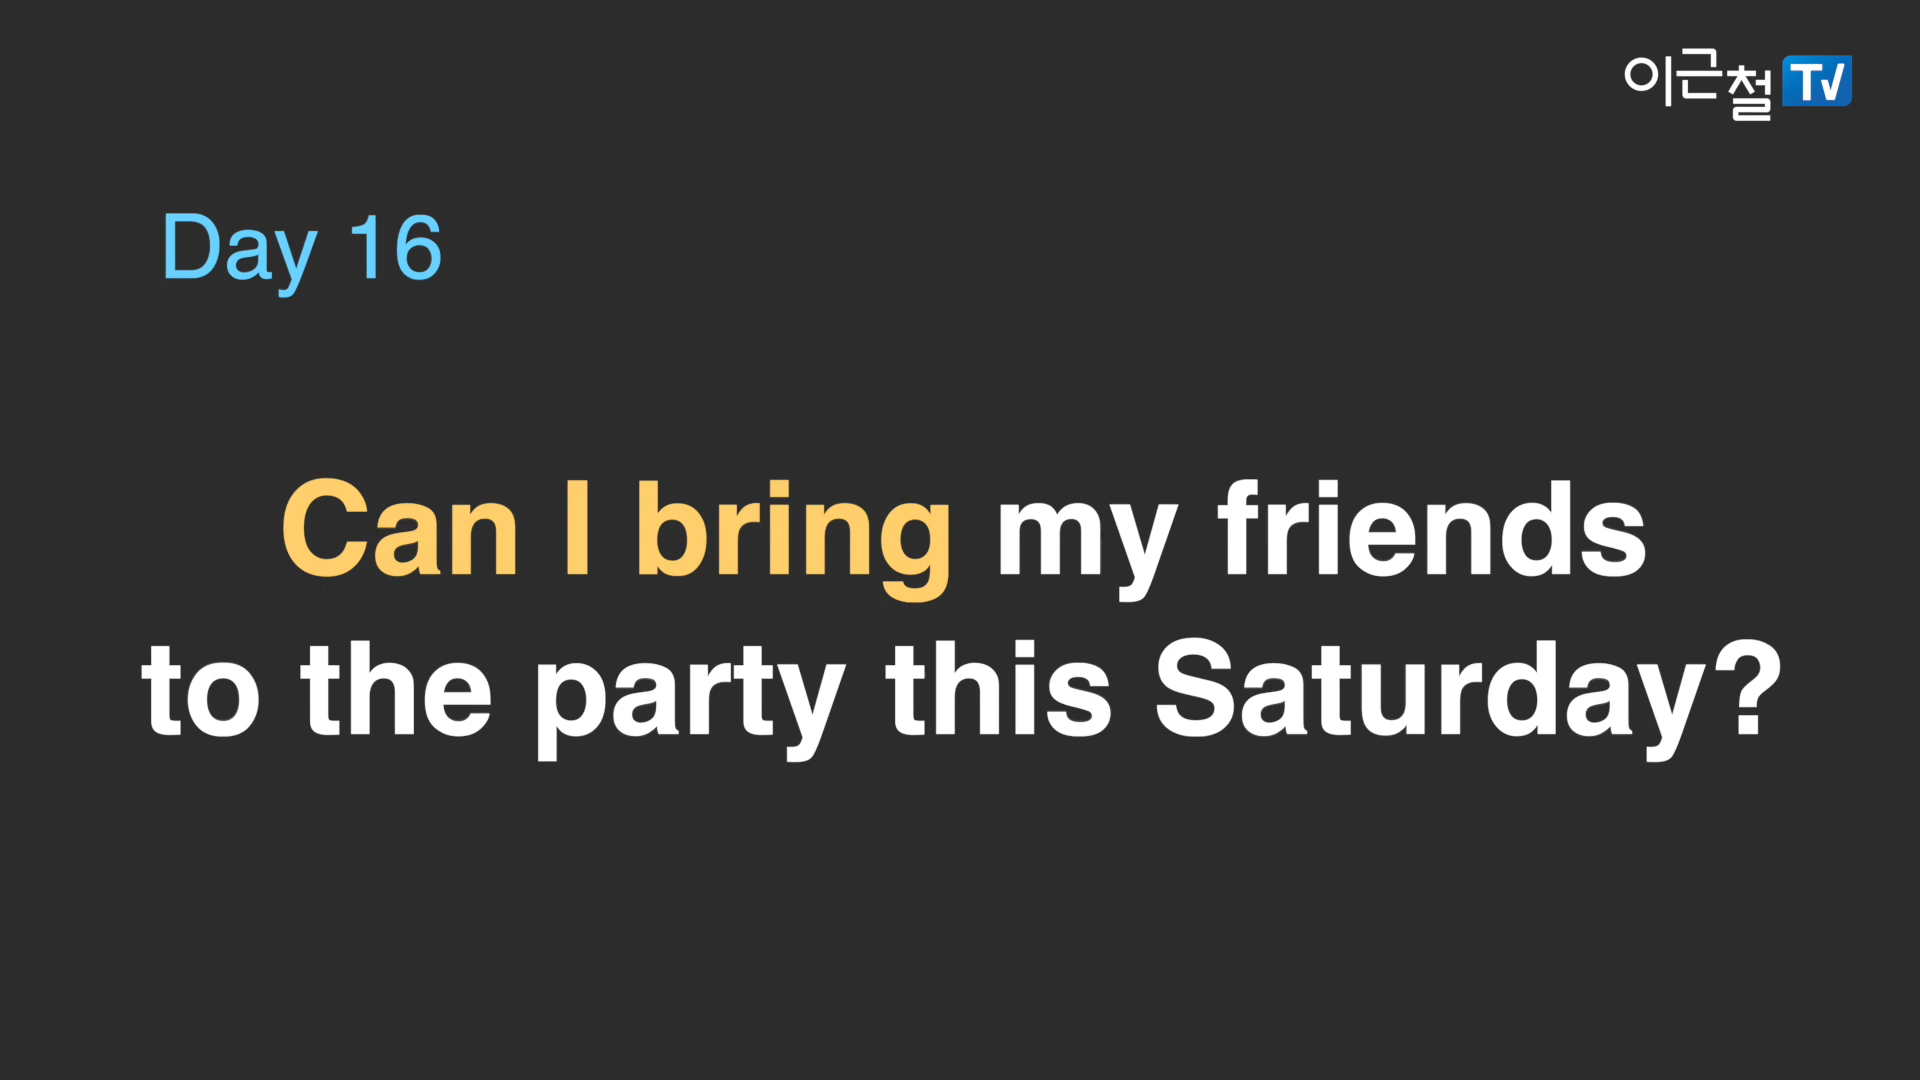 이근철 TV
Day 16
Can I bring my friends
to the party this Saturday?